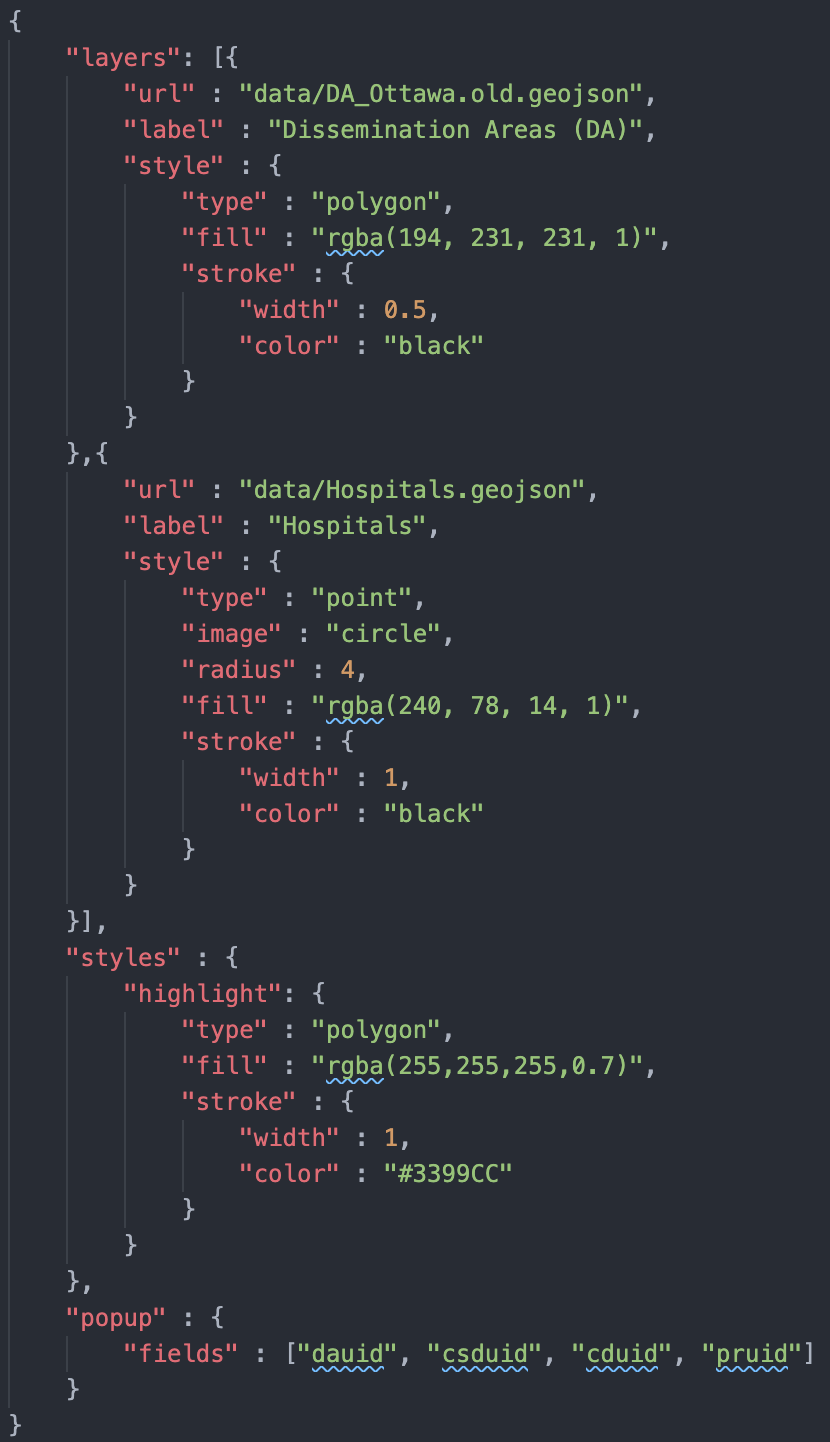 {
    "layers": [{
        "url" : "data/DA_Ottawa.old.geojson",
        "label" : "Dissemination Areas (DA)",
        "style" : {
            "type" : "polygon",
            "fill" : "rgba(194, 231, 231, 1)",
            "stroke" : {
                "width" : 0.5,
                "color" : "black"
            }
        }
    },{
        "url" : "data/Hospitals.geojson",
        "label" : "Hospitals",
        "style" : {
            "type" : "point",
            "image" : "circle",
            "radius" : 4,
            "fill" : "rgba(240, 78, 14, 1)",
            "stroke" : {
                "width" : 1,
                "color" : "black"
            }
        }
    }],
    "styles" : {
        "highlight": {
            "type" : "polygon",
            "fill" : "rgba(255,255,255,0.7)",
            "stroke" : {
                "width" : 1,
                "color" : "#3399CC"
            }
        }
    },
    "popup" : {
        "fields" : ["dauid", "csduid", "cduid", "pruid"]
    }
}